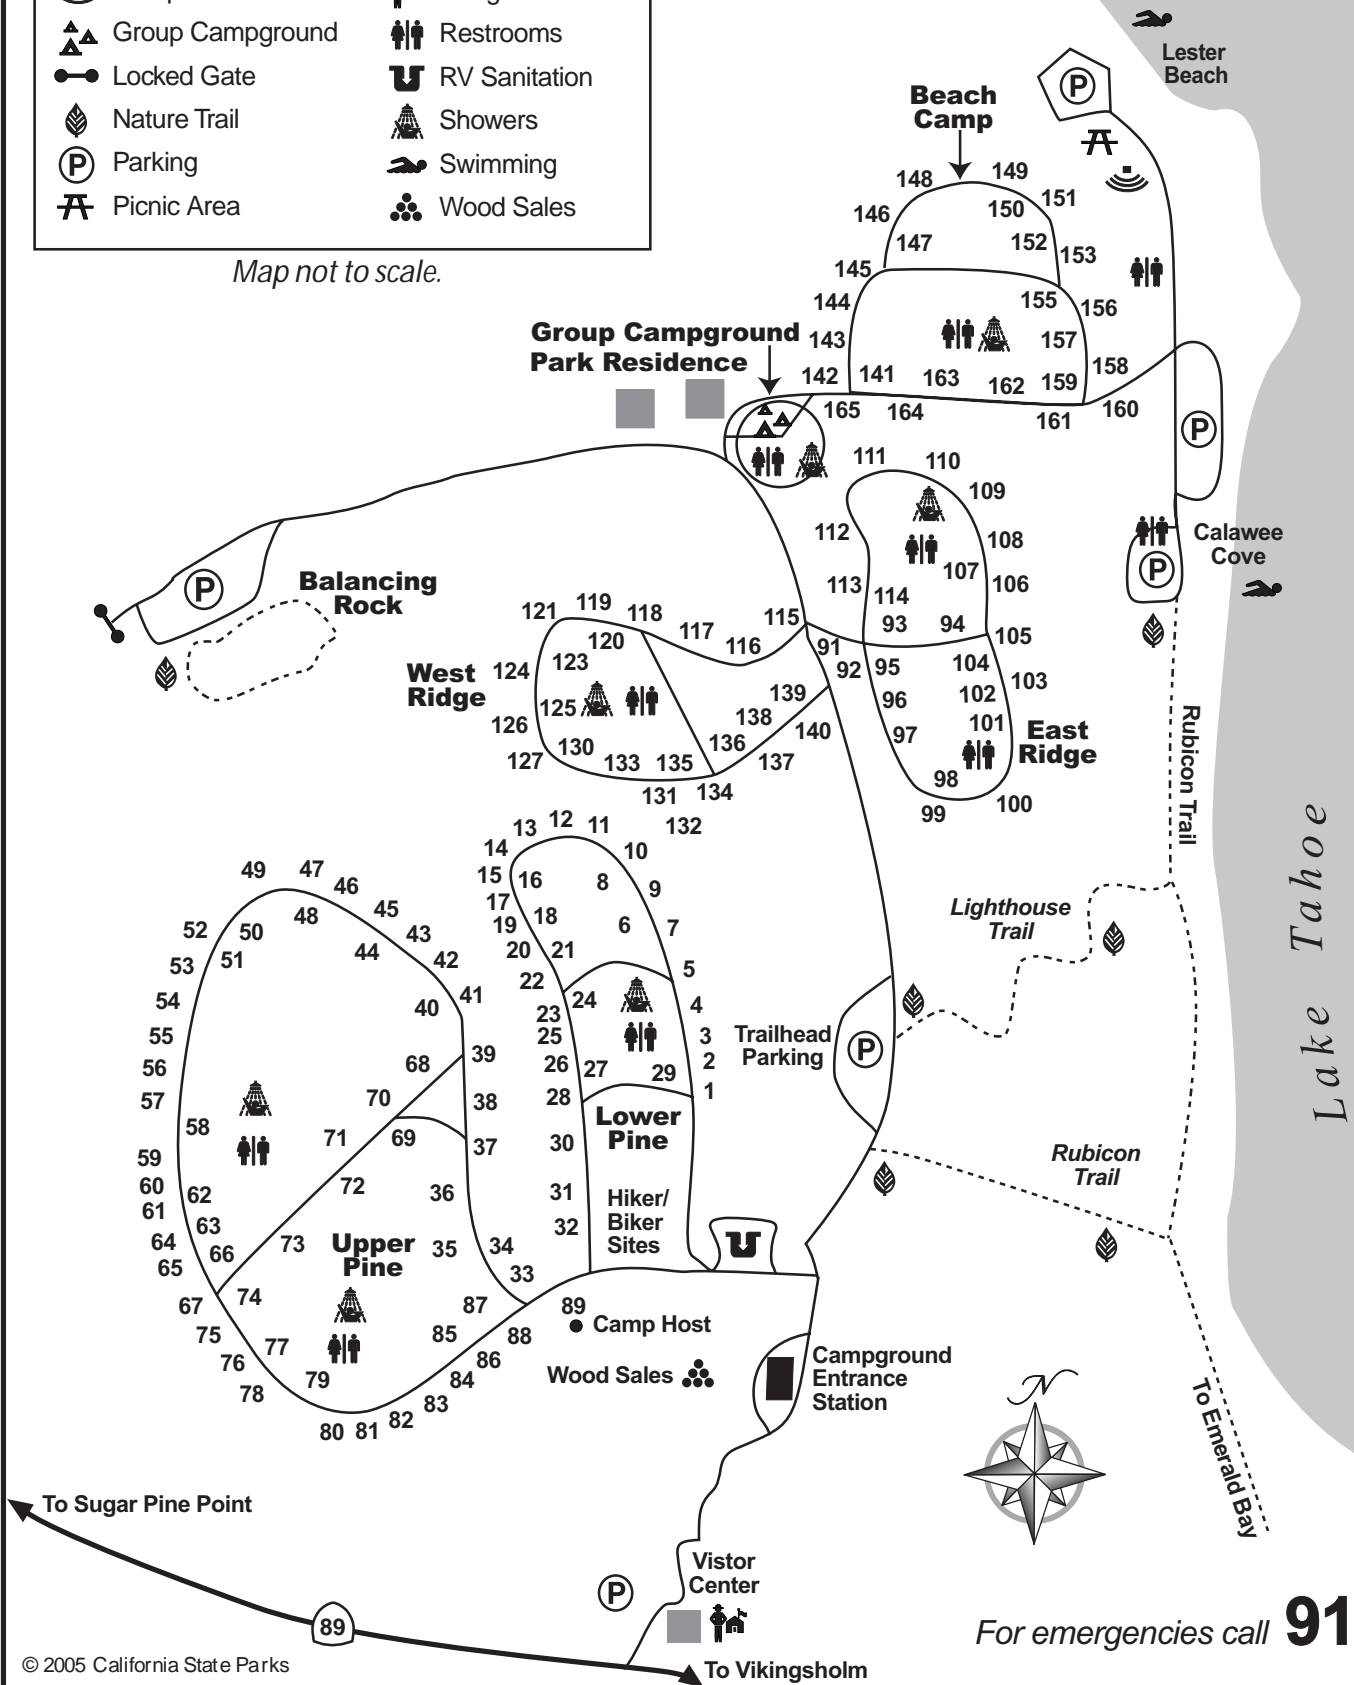 Group Campground
Locked Gate
Nature Trail
Parking
Picnic Area
Restrooms
RV Sanitation
Showers
Swimming
Wood Sales
Map not to scale.
Lester
Beach
P
Beach
Camp
148
149
151
150
146
147
152
153
145
144
155
156
143
157
158
142
141
163
162
159
160
165
164
161
Group Campground
Park Residence
P
111
110
109
112
108
107
106
113
114
93
94
105
Calawee
Cove
P
P
Balancing
Rock
121
119
118
117
116
115
120
124
123
West
Ridge
125
126
127
130
133
135
136
138
139
140
137
131
134
132
91
92
95
104
103
96
102
97
101
East
Ridge
98
99
100
Rubicon Trail
Lake Tahoe
Lighthouse
Trail
13
12
11
14
10
15
16
8
9
17
18
19
6
7
20
21
22
5
24
4
23
25
3
26
27
29
2
28
1
Lower
Pine
30
31
32
Hiker/
Biker
Sites
Trailhead
Parking
P
Rubicon
Trail
49
47
46
48
45
52
50
43
44
51
42
53
54
41
40
55
39
56
68
57
70
38
58
71
69
37
59
60
61
62
72
36
63
64
65
66
73
Upper
Pine
35
34
33
67
74
75
77
76
78
79
80
81
82
83
84
85
86
87
88
89
Camp Host
Wood Sales
Campground
Entrance
Station
N
To Emerald Bay
To Sugar Pine Point
P
Vistor
Center
89
To Vikingsholm
For emergencies call 91
© 2005 California State Parks